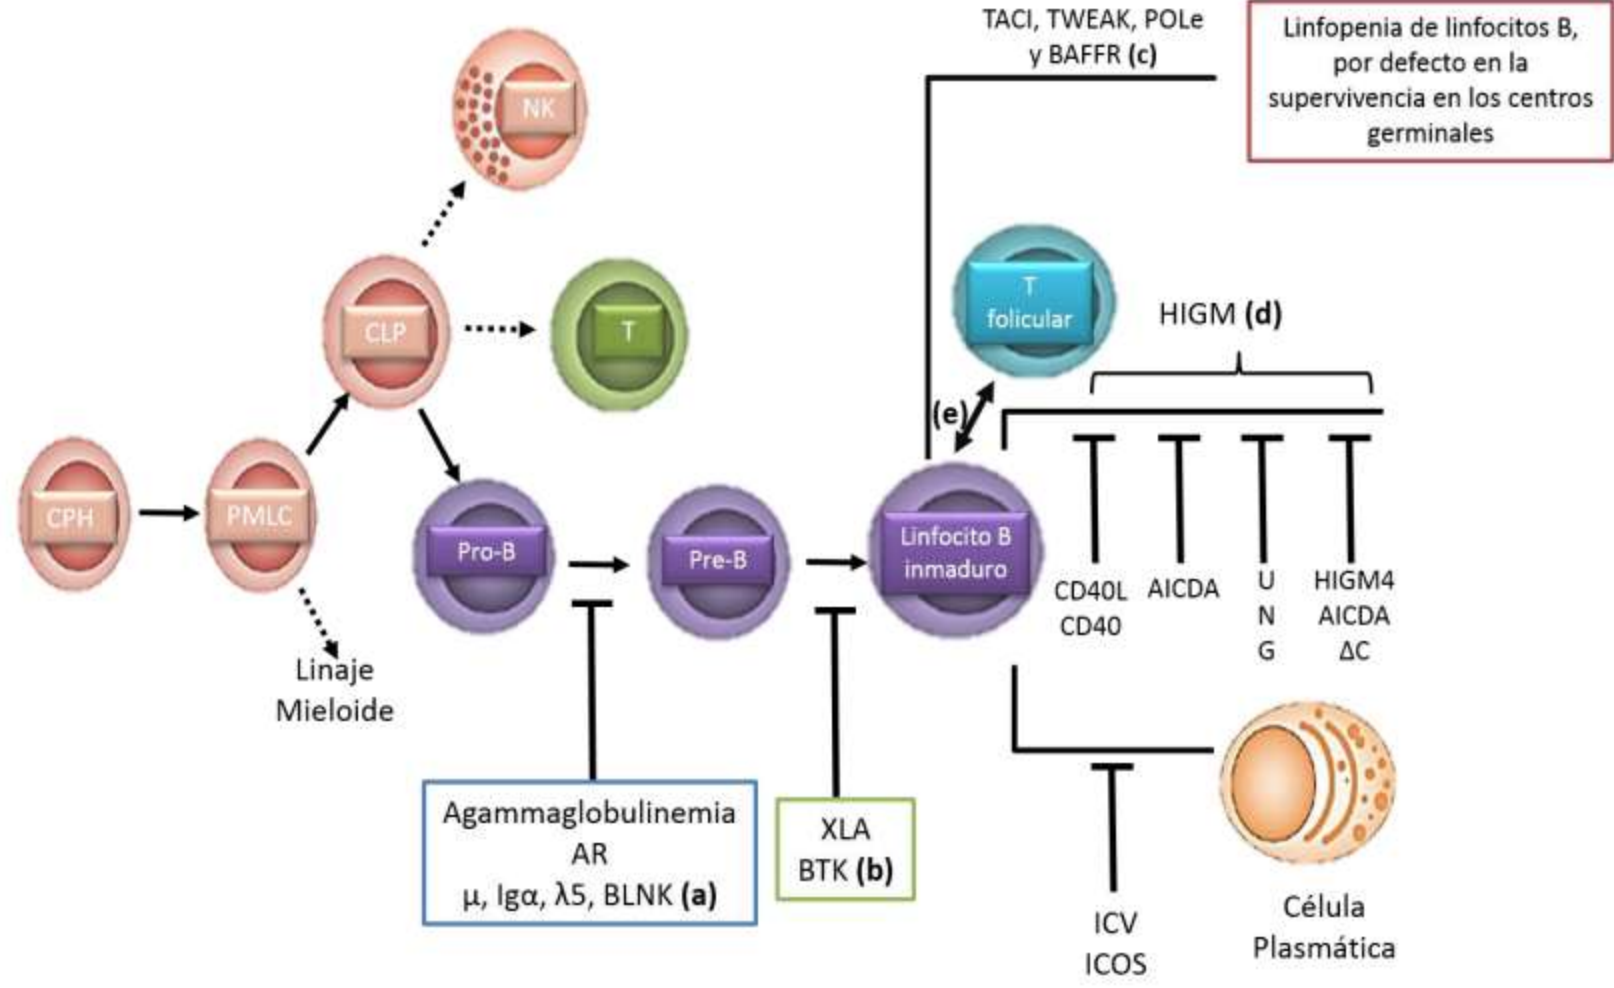 TACI, TWEAK, POLe
y BAFFR (c)
Linfopenia de linfocitos B,
por defecto en la
supervivencia en los centros
germinales
NK
CLP
T
T
folicular
HIGM (d)
(e)
CPH
PMLC
Pro-B
Pre-B
Linfocito B
inmaduro
CD40L
CD40
AICDA
U
N
G
HIGM4
AICDA
ΔC
Linaje
Mieloide
Agammaglobulinemia
AR
μ, Igα, λ5, BLNK (a)
XLA
BTK (b)
ICV
ICOS
Célula
Plasmática